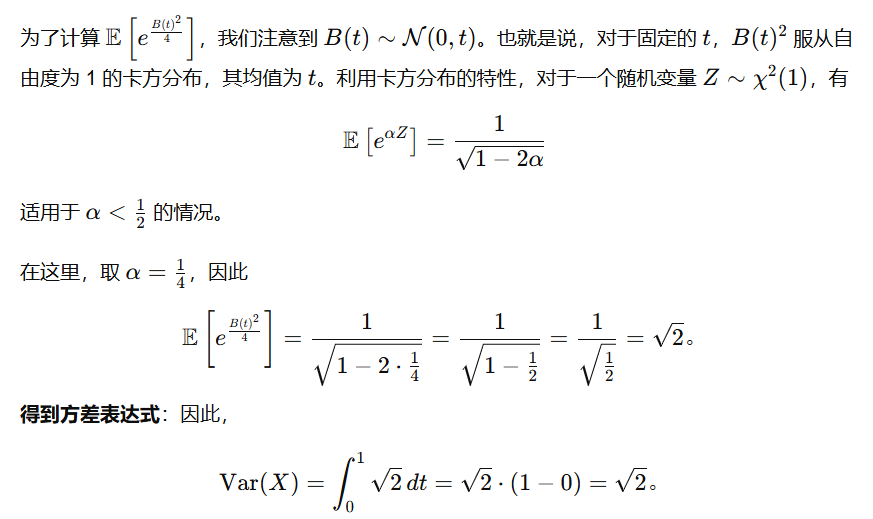 为了计算 $\mathbb{E}\left[e^{\frac{B(t)^2}{4}}\right]$，我们注意到 $B(t) \sim \mathcal{N}(0, t)$。也就是说，对于固定的 $t$，$B(t)^2$ 服从自
由度为 1 的卡方分布，其均值为 $t$。利用卡方分布的特性，对于一个随机变量 $Z \sim \chi^2(1)$，有
$\mathbb{E}\left[e^{\alpha Z}\right] = \frac{1}{\sqrt{1 - 2\alpha}}$
适用于 $\alpha < \frac{1}{2}$ 的情况。
在这里，取 $\alpha = \frac{1}{4}$，因此
$\mathbb{E}\left[e^{\frac{B(t)^2}{4}}\right] = \frac{1}{\sqrt{1 - 2 \cdot \frac{1}{4}}} = \frac{1}{\sqrt{1 - \frac{1}{2}}} = \frac{1}{\sqrt{\frac{1}{2}}} = \sqrt{2}$。
得到方差表达式：因此，
$\mathrm{Var}(X) = \int_0^1 \sqrt{2}\, dt = \sqrt{2} \cdot (1 - 0) = \sqrt{2}$。